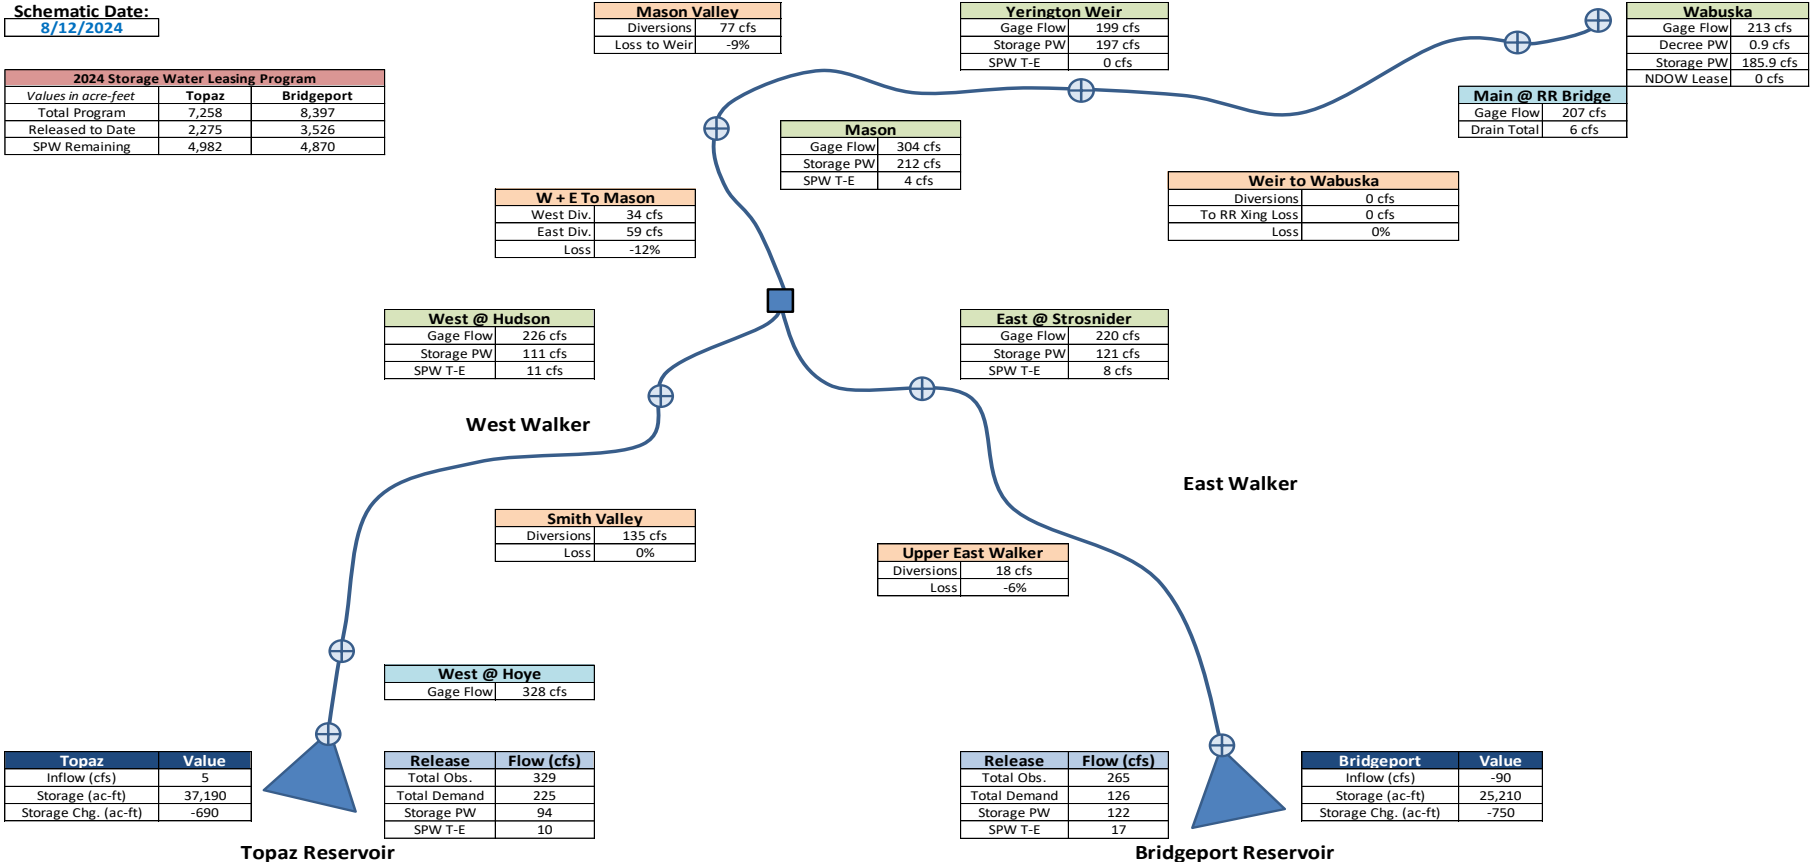 Schematic Date:
8/12/2024
2024 Storage Water Leasing Program
Values in acre-feet Topaz Bridgeport
Total Program 7,258 8,397
Released to Date 2,275 3,526
SPW Remaining 4,982 4,870
Mason Valley
Diversions 77 cfs
Loss to Weir -9%
Yerington Weir
Gage Flow 199 cfs
Storage PW 197 cfs
SPW T-E 0 cfs
Wabuska
Gage Flow 213 cfs
Decree PW 0.9 cfs
Storage PW 185.9 cfs
NDOW Lease 0 cfs
Main @ RR Bridge
Gage Flow 207 cfs
Drain Total 6 cfs
Mason
Gage Flow 304 cfs
Storage PW 212 cfs
SPW T-E 4 cfs
W + E To Mason
West Div. 34 cfs
East Div. 59 cfs
Loss -12%
Weir to Wabuska
Diversions 0 cfs
To RR Xing Loss 0 cfs
Loss 0%
West @ Hudson
Gage Flow 226 cfs
Storage PW 111 cfs
SPW T-E 11 cfs
East @ Strosnider
Gage Flow 220 cfs
Storage PW 121 cfs
SPW T-E 8 cfs
West Walker
East Walker
Smith Valley
Diversions 135 cfs
Loss 0%
Upper East Walker
Diversions 18 cfs
Loss -6%
West @ Hoye
Gage Flow 328 cfs
Topaz Value
Inflow (cfs) 5
Storage (ac-ft) 37,190
Storage Chg. (ac-ft) -690
Release Flow (cfs)
Total Obs. 329
Total Demand 225
Storage PW 94
SPW T-E 10
Topaz Reservoir
Release Flow (cfs)
Total Obs. 265
Total Demand 126
Storage PW 122
SPW T-E 17
Bridgeport Value
Inflow (cfs) -90
Storage (ac-ft) 25,210
Storage Chg. (ac-ft) -750
Bridgeport Reservoir